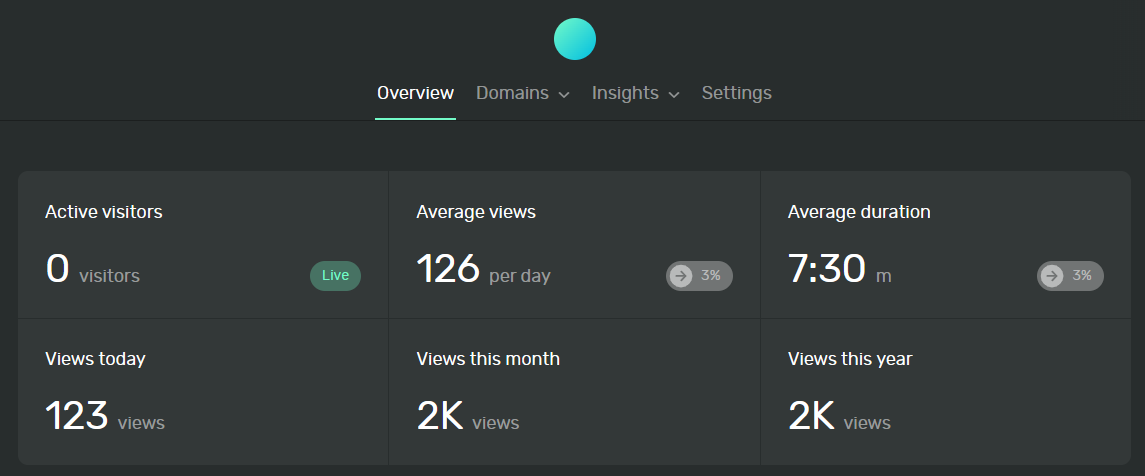 Overview Domains Insights Settings
Active visitors
0 visitors
Live
Average views
126 per day
3%
Average duration
7:30 m
3%
Views today
123 views
Views this month
2K views
Views this year
2K views